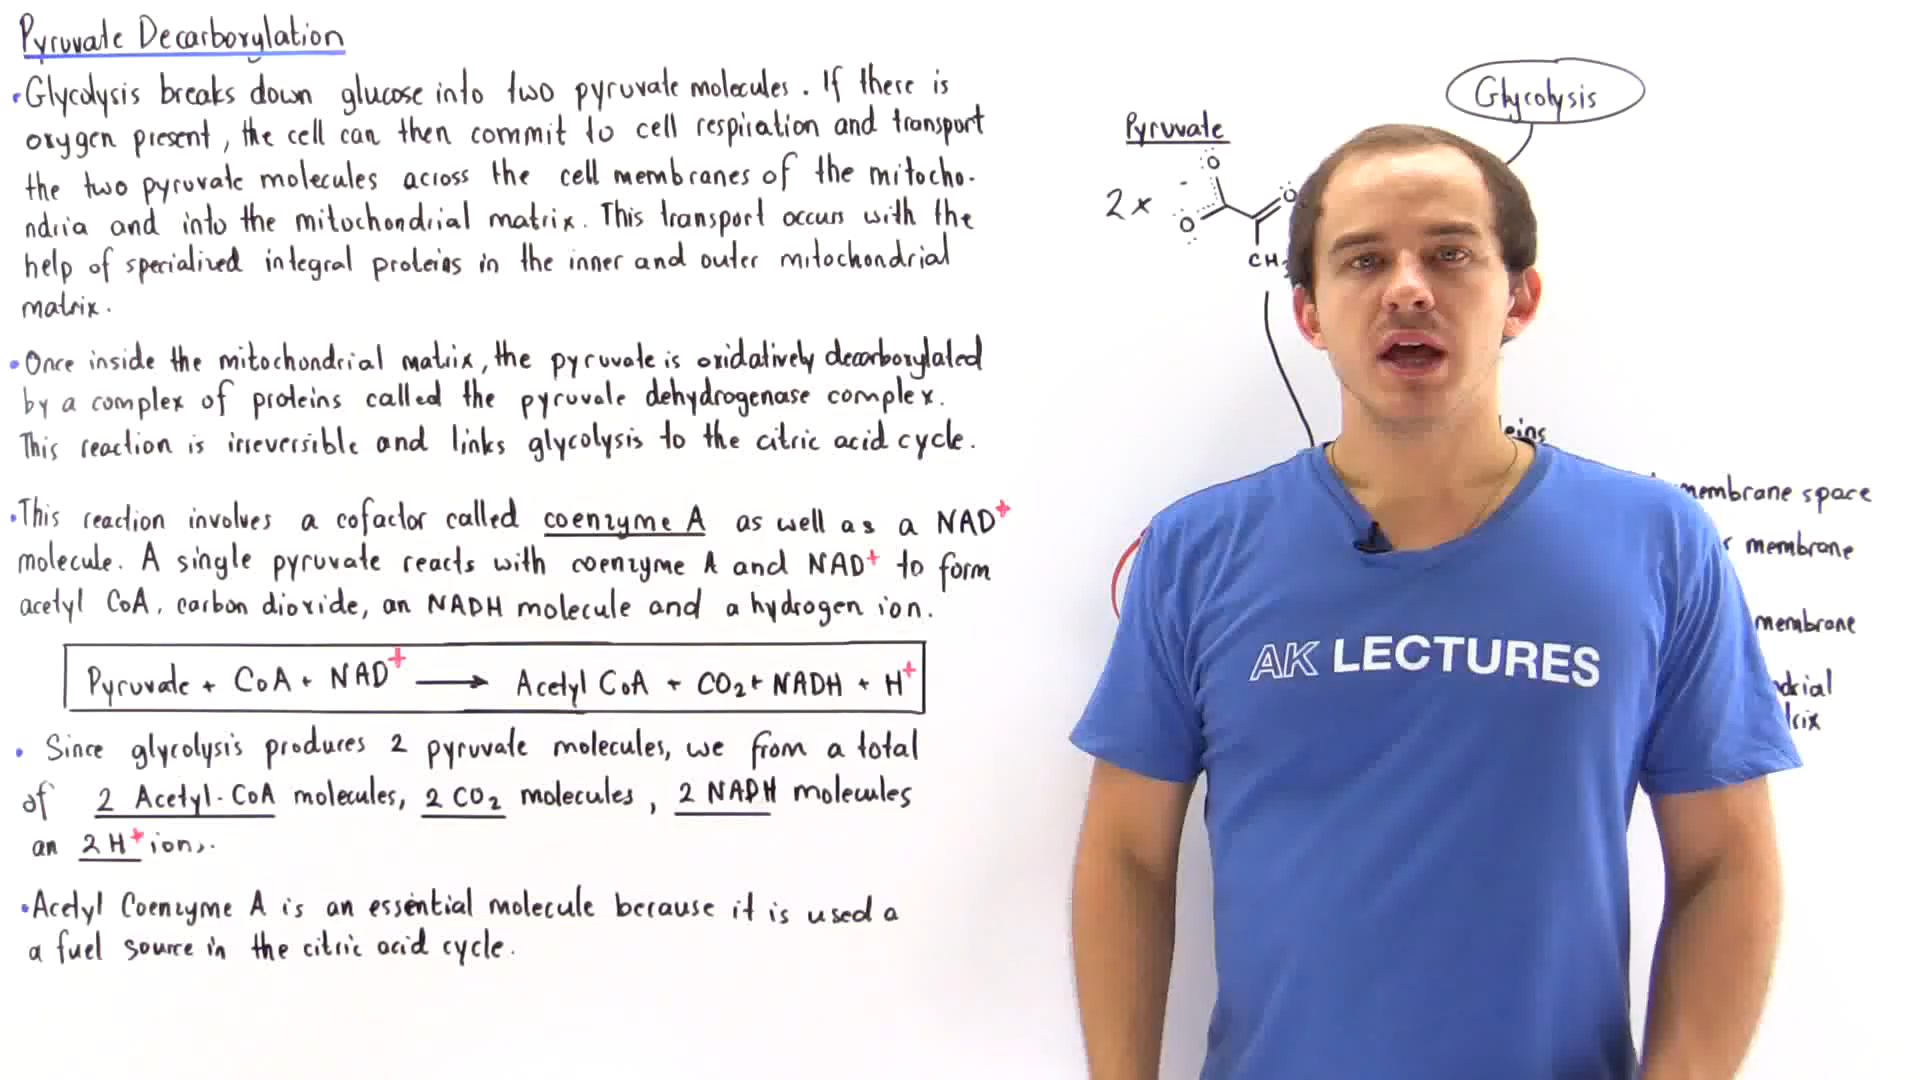 Pyruvate Decarboxylation
• Glycolysis breaks down glucose into two pyruvate molecules. If there is
oxygen present, the cell can then commit to cell respiration and transport
the two pyruvate molecules across the cell membranes of the mitocho-
ndria and into the mitochondrial matrix. This transport occurs with the
help of specialized integral proteins in the inner and outer mitochondrial
matrix.
• Once inside the mitochondrial matrix, the pyruvate is oxidatively decarboxylated
by a complex of proteins called the pyruvate dehydrogenase complex.
This reaction is irreversible and links glycolysis to the citric acid cycle.
• This reaction involves a cofactor called coenzyme A as well as a NAD+
molecule. A single pyruvate reacts with coenzyme A and NAD+ to form
acetyl CoA, carbon dioxide, an NADH molecule and a hydrogen ion.
Pyruvate + CoA + NAD+ ⟶ Acetyl CoA + CO2 + NADH + H+
• Since glycolysis produces 2 pyruvate molecules, we from a total
of 2 Acetyl-CoA molecules, 2 CO2 molecules, 2 NADH molecules
an 2 H+ ions.
• Acetyl Coenzyme A is an essential molecule because it is used a
a fuel source in the citric acid cycle.
Glycolysis
Pyruvate
2 x
O
O
O
CH3
membrane space
membrane
membrane
AK LECTURES